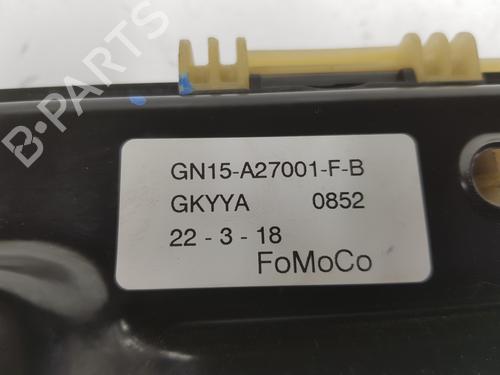 GN15-A27001-F-B
GKYYA 0852
22 - 3 - 18
FoMoCo
B-PARTS